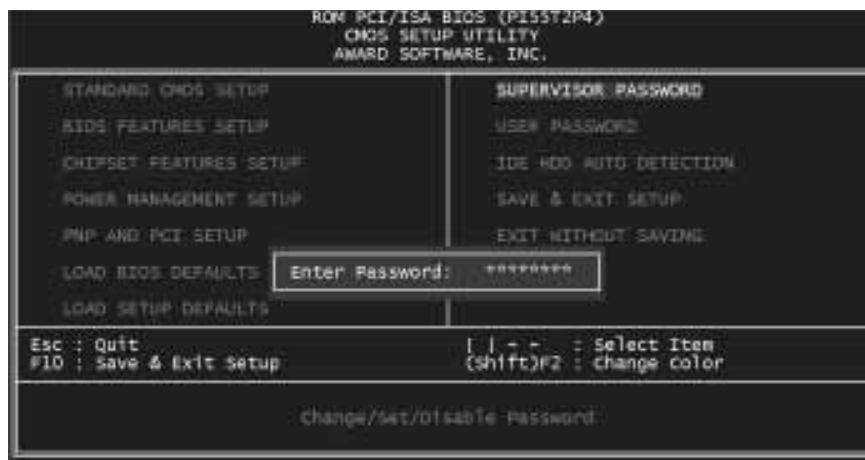 ROM PCI/ISA BIOS (PI55T2P4)
CMOS SETUP UTILITY
AWARD SOFTWARE, INC.
STANDARD CMOS SETUP
BIOS FEATURES SETUP
CHIPSET FEATURES SETUP
POWER MANAGEMENT SETUP
PNP AND PCI SETUP
LOAD BIOS DEFAULTS
LOAD SETUP DEFAULTS
SUPERVISOR PASSWORD
USER PASSWORD
IDE HDD AUTO DETECTION
SAVE & EXIT SETUP
EXIT WITHOUT SAVING
Enter Password: ********
Esc : Quit
F10 : Save & Exit Setup
: Select Item
(Shift)F2 : Change Color
Change/Set/Disable Password